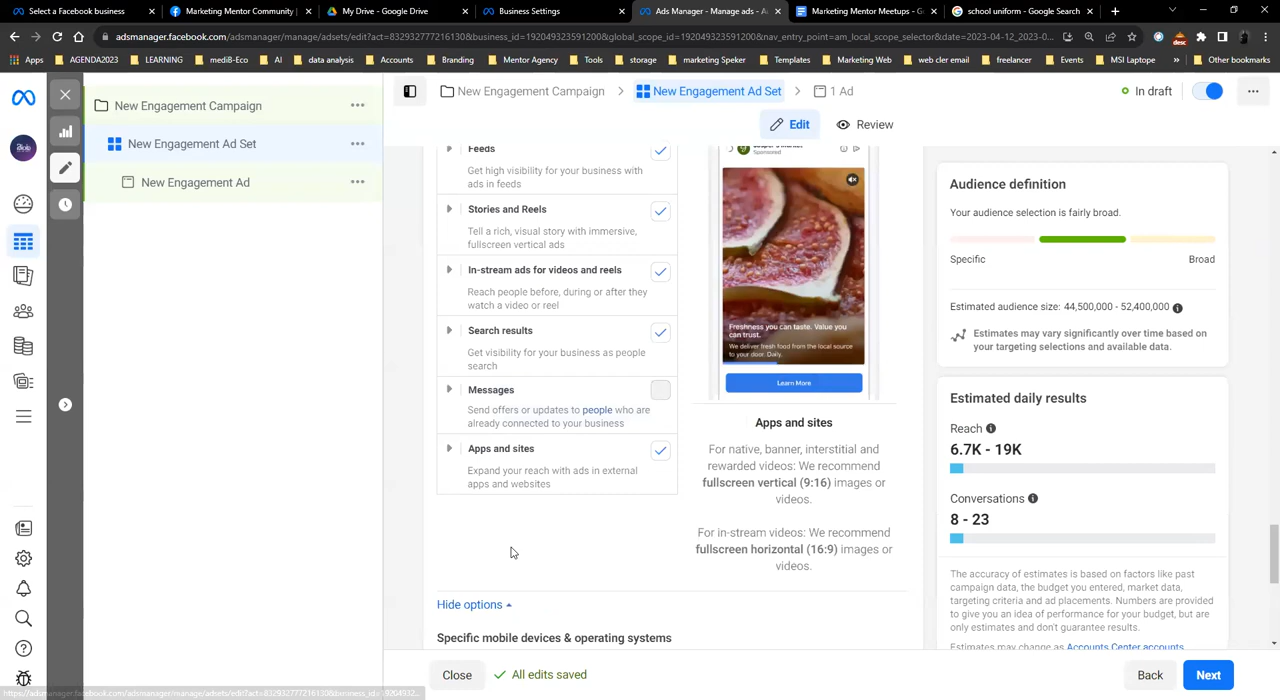 Select a Facebook business
Marketing Mentor Community |
My Drive - Google Drive
Business Settings
Ads Manager - Manage ads - Ad
Marketing Mentor Meetups - G
school uniform - Google Search
adsmanager.facebook.com/adsmanager/manage/adsets/edit?act=832932777216130&business_id=192049323591200&global_scope_id=192049323591200&nav_entry_point=am_local_scope_selector&date=2023-04-12_2023-0
Apps
AGENDA2023
LEARNING
mediB-Eco
AI
data analysis
Accounts
Branding
Mentor Agency
Tools
storage
marketing Speker
Templates
Marketing Web
web cler email
freelancer
Events
MSI Laptope
Other bookmarks
New Engagement Campaign
New Engagement Ad Set
New Engagement Ad
New Engagement Campaign
New Engagement Ad Set
1 Ad
In draft
Edit
Review
Feeds
Get high visibility for your business with
ads in feeds
Stories and Reels
Tell a rich, visual story with immersive,
fullscreen vertical ads
In-stream ads for videos and reels
Reach people before, during or after they
watch a video or reel
Search results
Get visibility for your business as people
search
Messages
Send offers or updates to people who are
already connected to your business
Apps and sites
Expand your reach with ads in external
apps and websites
Sponsored
Freshness you can taste. Value you
can trust.
We deliver fresh food from the local source
to your door. Daily.
Learn More
Apps and sites
For native, banner, interstitial and
rewarded videos: We recommend
fullscreen vertical (9:16) images or
videos.
For in-stream videos: We recommend
fullscreen horizontal (16:9) images or
videos.
Hide options
Specific mobile devices & operating systems
Audience definition
Your audience selection is fairly broad.
Specific
Broad
Estimated audience size: 44,500,000 - 52,400,000
Estimates may vary significantly over time based on
your targeting selections and available data.
Estimated daily results
Reach
6.7K - 19K
Conversations
8 - 23
The accuracy of estimates is based on factors like past
campaign data, the budget you entered, market data,
targeting criteria and ad placements. Numbers are provided
to give you an idea of performance for your budget, but are
only estimates and don't guarantee results.
Estimates may change as Accounts Center accounts
Close
All edits saved
Back
Next